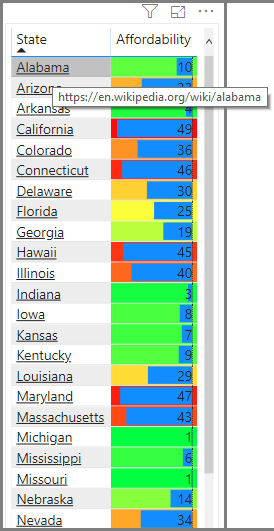 State Affordability
Alabama 10
Arizona
https://en.wikipedia.org/wiki/alabama
Arkansas 4
California 49
Colorado 36
Connecticut 46
Delaware 30
Florida 25
Georgia 19
Hawaii 45
Illinois 40
Indiana 3
Iowa 8
Kansas 7
Kentucky 9
Louisiana 29
Maryland 47
Massachusetts 43
Michigan 1
Mississippi 6
Missouri 1
Nebraska 14
Nevada 34